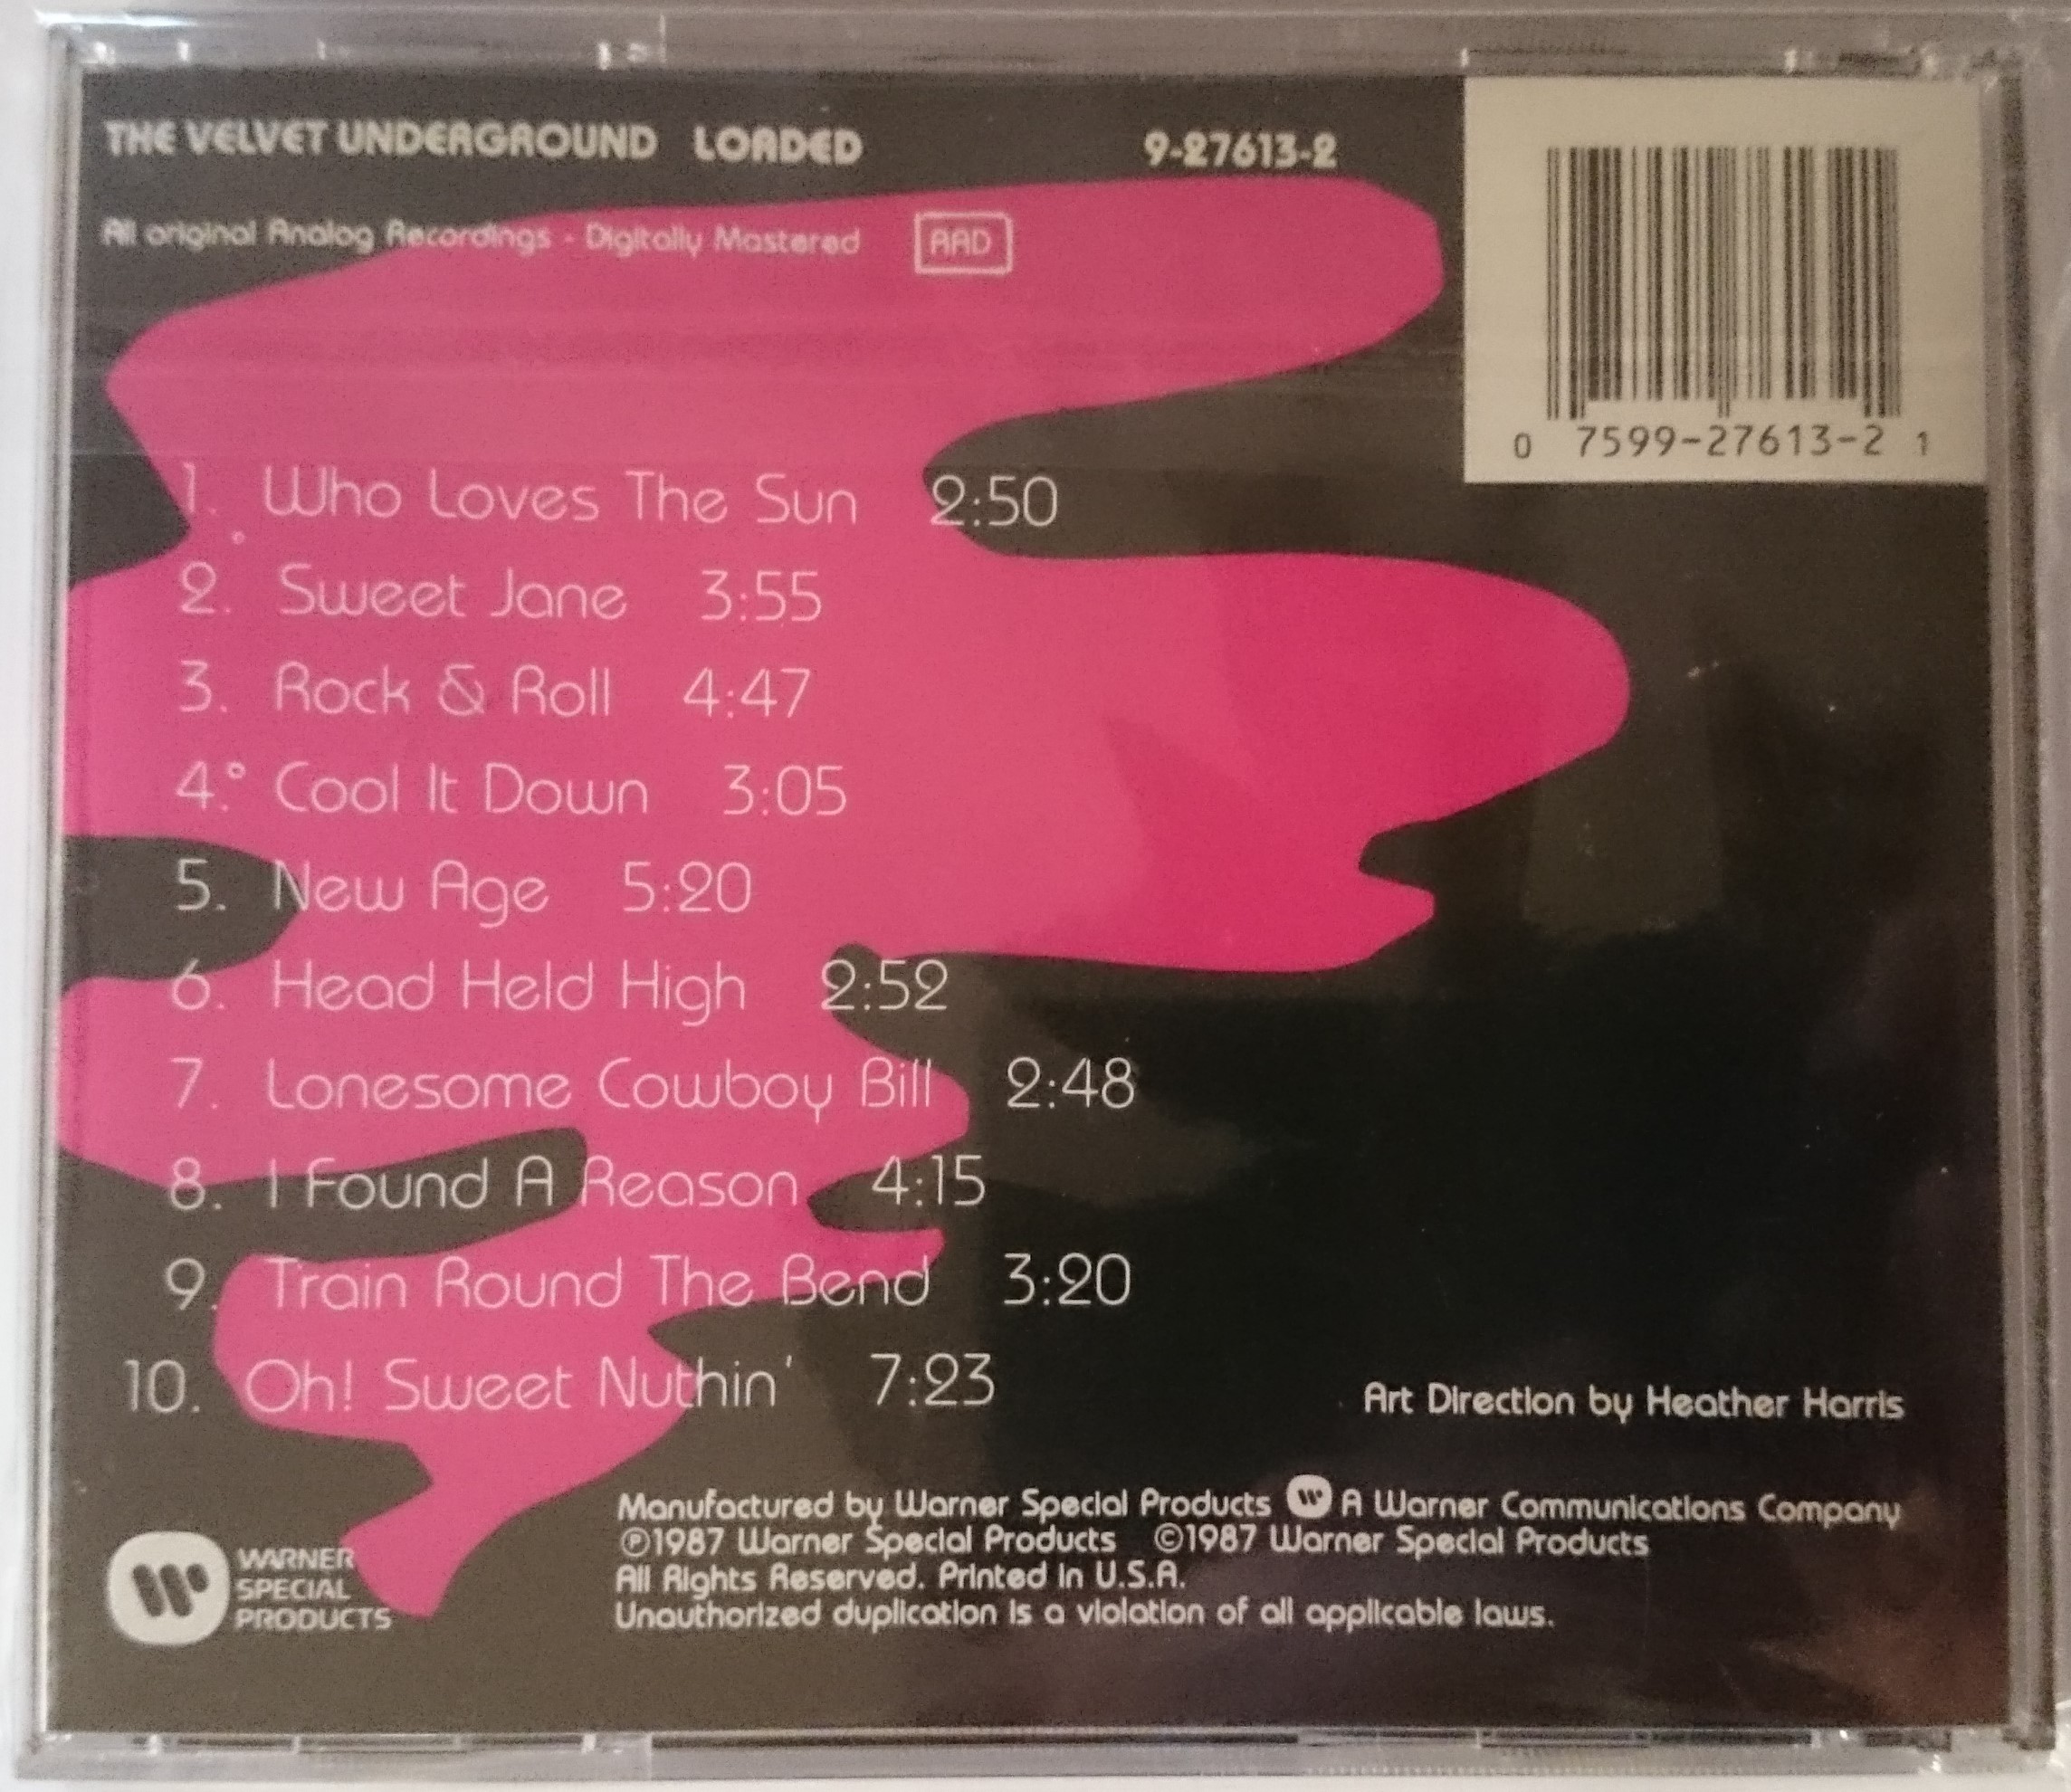 THE VELVET UNDERGROUND LOADED 9-27613-2
All original Analog Recordings - Digitally Mastered AAD
0 7599-27613-2 1
1. Who Loves The Sun 2:50
2. Sweet Jane 3:55
3. Rock & Roll 4:47
4. Cool It Down 3:05
5. New Age 5:20
6. Head Held High 2:52
7. Lonesome Cowboy Bill 2:48
8. I Found A Reason 4:15
9. Train Round The Bend 3:20
10. Oh! Sweet Nuthin' 7:23
Art Direction by Heather Harris
Manufactured by Warner Special Products W A Warner Communications Company
℗1987 Warner Special Products ©1987 Warner Special Products
All Rights Reserved. Printed in U.S.A.
Unauthorized duplication is a violation of all applicable laws.
W WARNER
SPECIAL
PRODUCTS